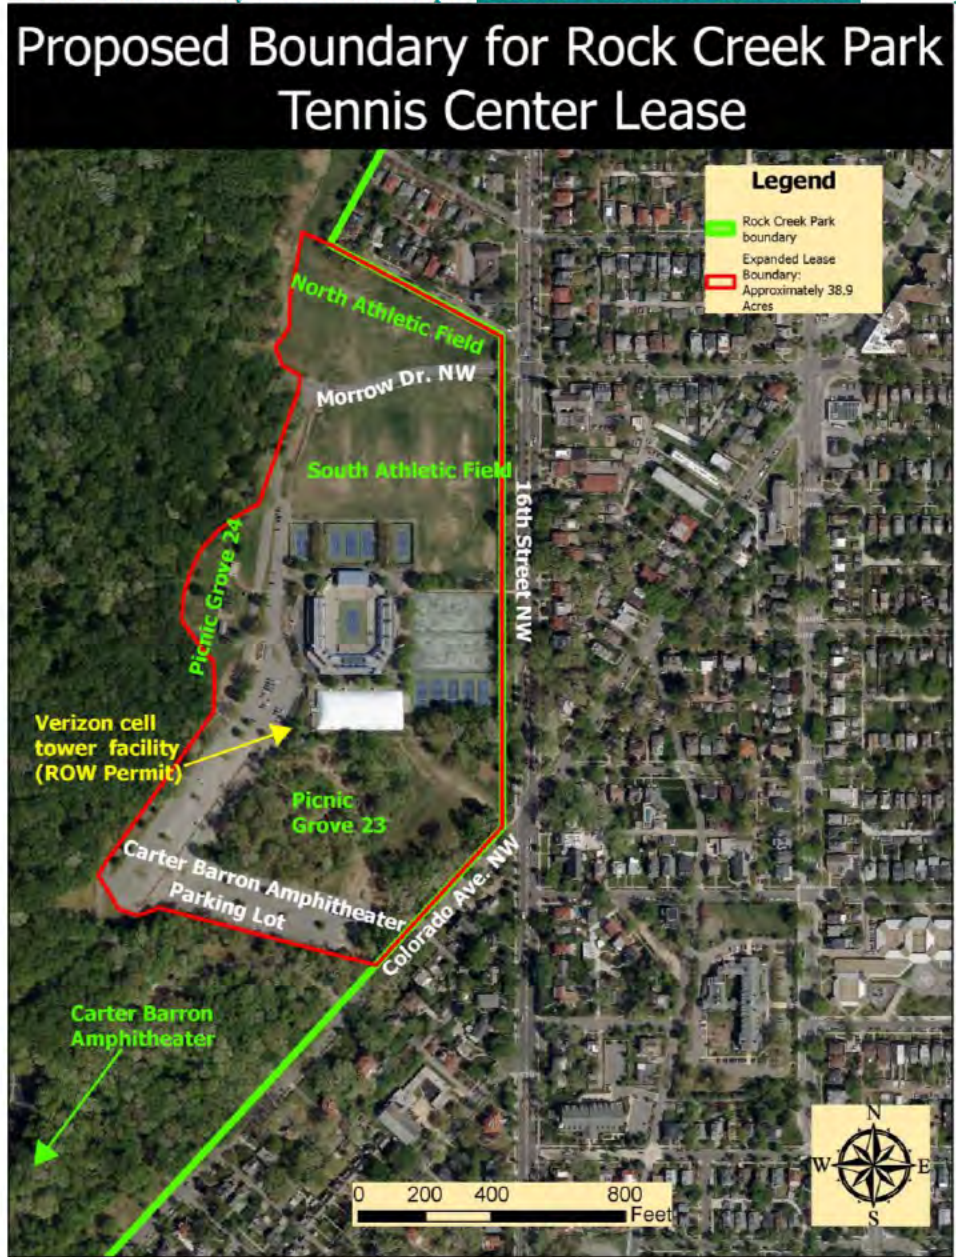 Proposed Boundary for Rock Creek Park
Tennis Center Lease
Legend
Rock Creek Park
boundary
Expanded Lease
Boundary:
Approximately 38.9
Acres
North Athletic Field
Morrow Dr. NW
South Athletic Field
16th Street NW
Picnic Grove 24
Verizon cell
tower facility
(ROW Permit)
Picnic
Grove 23
Carter Barron Amphitheater
Parking Lot
Colorado Ave. NW
Carter Barron
Amphitheater
N
W E
S
0 200 400 800
Feet